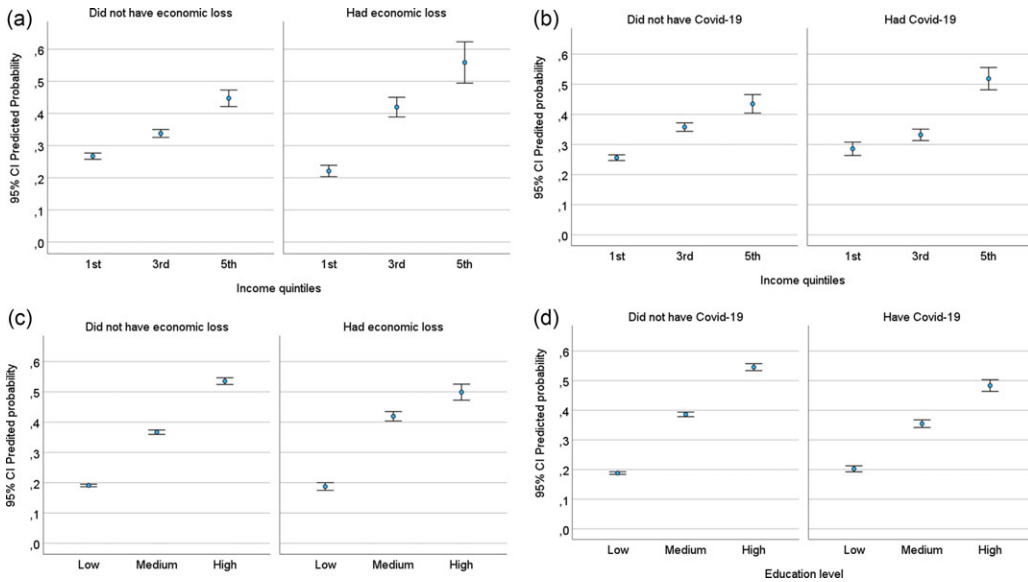 (a)
Did not have economic loss
Had economic loss
95% CI Predicted Probability
,6
,5
,4
,3
,2
,1
,0
1st 3rd 5th
1st 3rd 5th
Income quintiles
(b)
Did not have Covid-19
Had Covid-19
95% CI Predited probability
,6
,5
,4
,3
,2
,1
,0
1st 3rd 5th
1st 3rd 5th
Income quintiles
(c)
Did not have economic loss
Had economic loss
95% CI Predited probability
,6
,5
,4
,3
,2
,1
,0
Low Medium High
Low Medium High
(d)
Did not have Covid-19
Have Covid-19
95% CI Predicted probability
,6
,5
,4
,3
,2
,1
,0
Low Medium High
Low Medium High
Education level